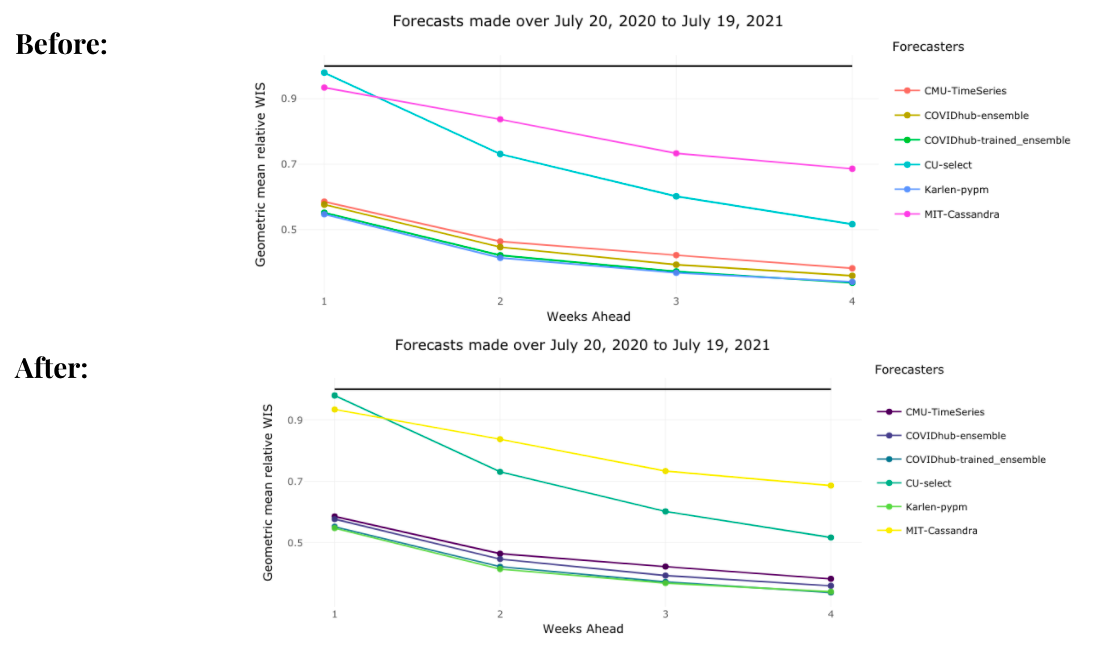 Before:
Forecasts made over July 20, 2020 to July 19, 2021
Forecasters
CMU-TimeSeries
COVIDhub-ensemble
COVIDhub-trained_ensemble
CU-select
Karlen-pypm
MIT-Cassandra
Geometric mean relative WIS
0.9
0.7
0.5
1 2 3 4
Weeks Ahead
After:
Forecasts made over July 20, 2020 to July 19, 2021
Forecasters
CMU-TimeSeries
COVIDhub-ensemble
COVIDhub-trained_ensemble
CU-select
Karlen-pypm
MIT-Cassandra
Geometric mean relative WIS
0.9
0.7
0.5
1 2 3 4
Weeks Ahead